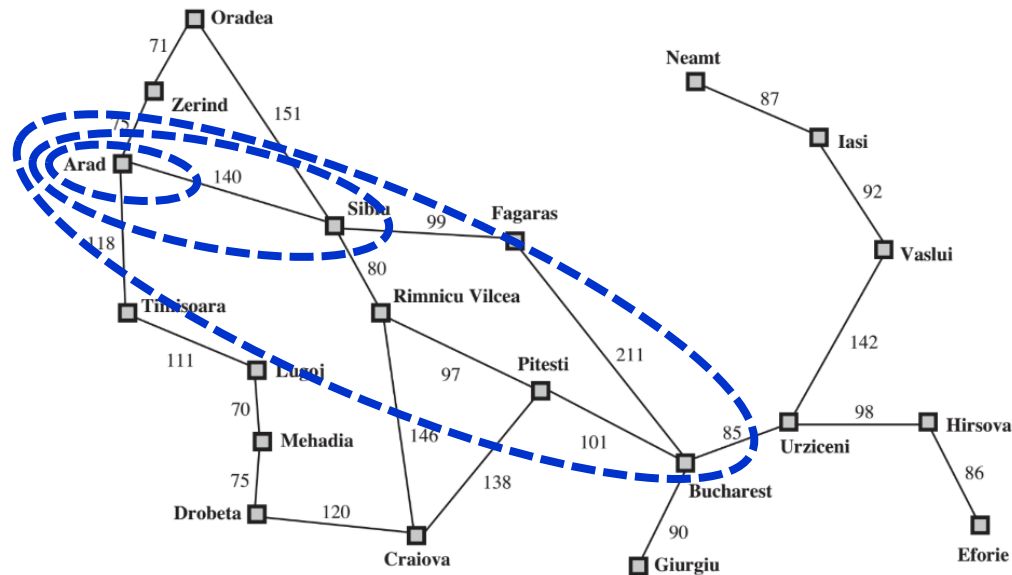 Oradea
71
Neamt
Zerind
87
75
151
Iasi
Arad
140
92
Sibiu
99
Fagaras
118
80
Vaslui
Rimnicu Vilcea
Timisoara
142
111
211
Pitesti
Lugoj
97
70
98
Hirsova
146
85
Mehadia
101
Urziceni
75
138
86
Bucharest
Drobeta
120
90
Craiova
Eforie
Giurgiu